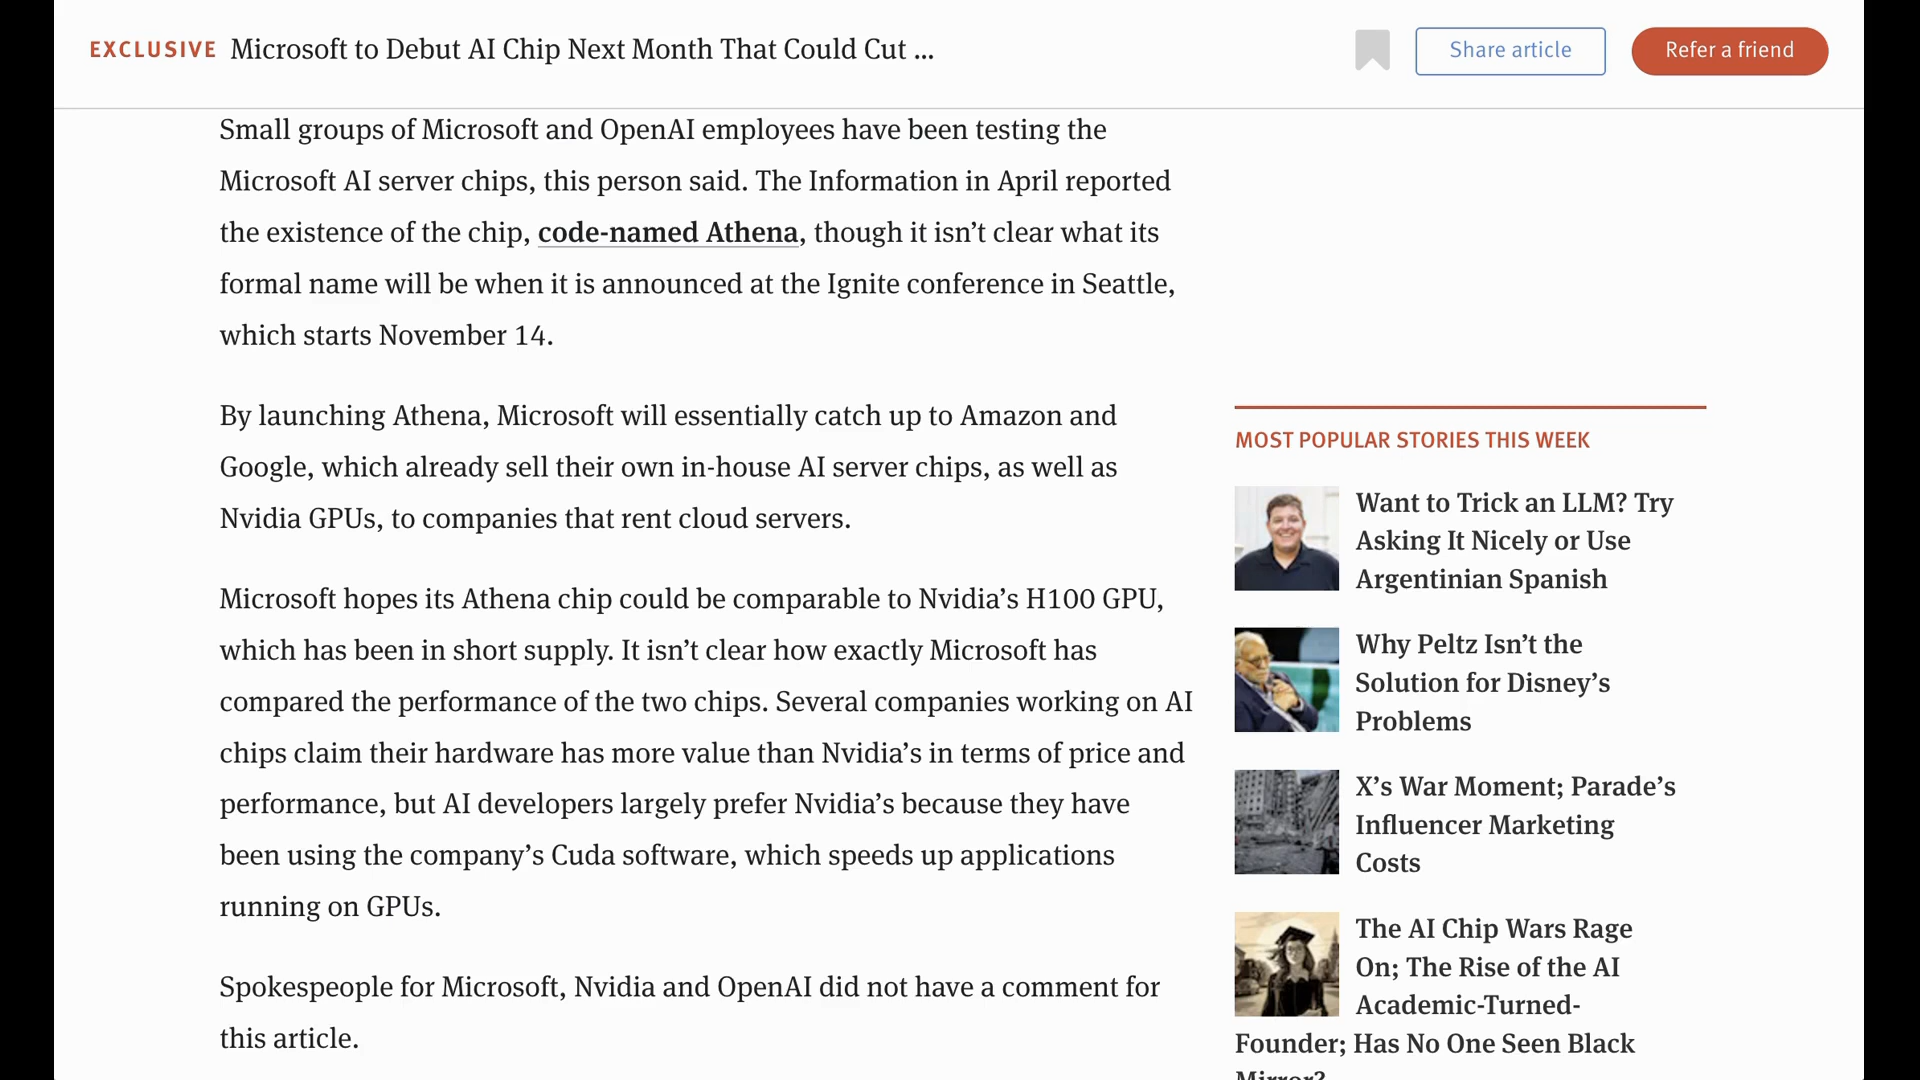 EXCLUSIVE Microsoft to Debut AI Chip Next Month That Could Cut ...
Share article
Refer a friend
Small groups of Microsoft and OpenAI employees have been testing the
Microsoft AI server chips, this person said. The Information in April reported
the existence of the chip, code-named Athena, though it isn’t clear what its
formal name will be when it is announced at the Ignite conference in Seattle,
which starts November 14.
By launching Athena, Microsoft will essentially catch up to Amazon and
Google, which already sell their own in-house AI server chips, as well as
Nvidia GPUs, to companies that rent cloud servers.
Microsoft hopes its Athena chip could be comparable to Nvidia’s H100 GPU,
which has been in short supply. It isn’t clear how exactly Microsoft has
compared the performance of the two chips. Several companies working on AI
chips claim their hardware has more value than Nvidia’s in terms of price and
performance, but AI developers largely prefer Nvidia’s because they have
been using the company’s Cuda software, which speeds up applications
running on GPUs.
Spokespeople for Microsoft, Nvidia and OpenAI did not have a comment for
this article.
MOST POPULAR STORIES THIS WEEK
Want to Trick an LLM? Try
Asking It Nicely or Use
Argentinian Spanish
Why Peltz Isn’t the
Solution for Disney’s
Problems
X’s War Moment; Parade’s
Influencer Marketing
Costs
The AI Chip Wars Rage
On; The Rise of the AI
Academic-Turned-
Founder; Has No One Seen Black
Mirror?